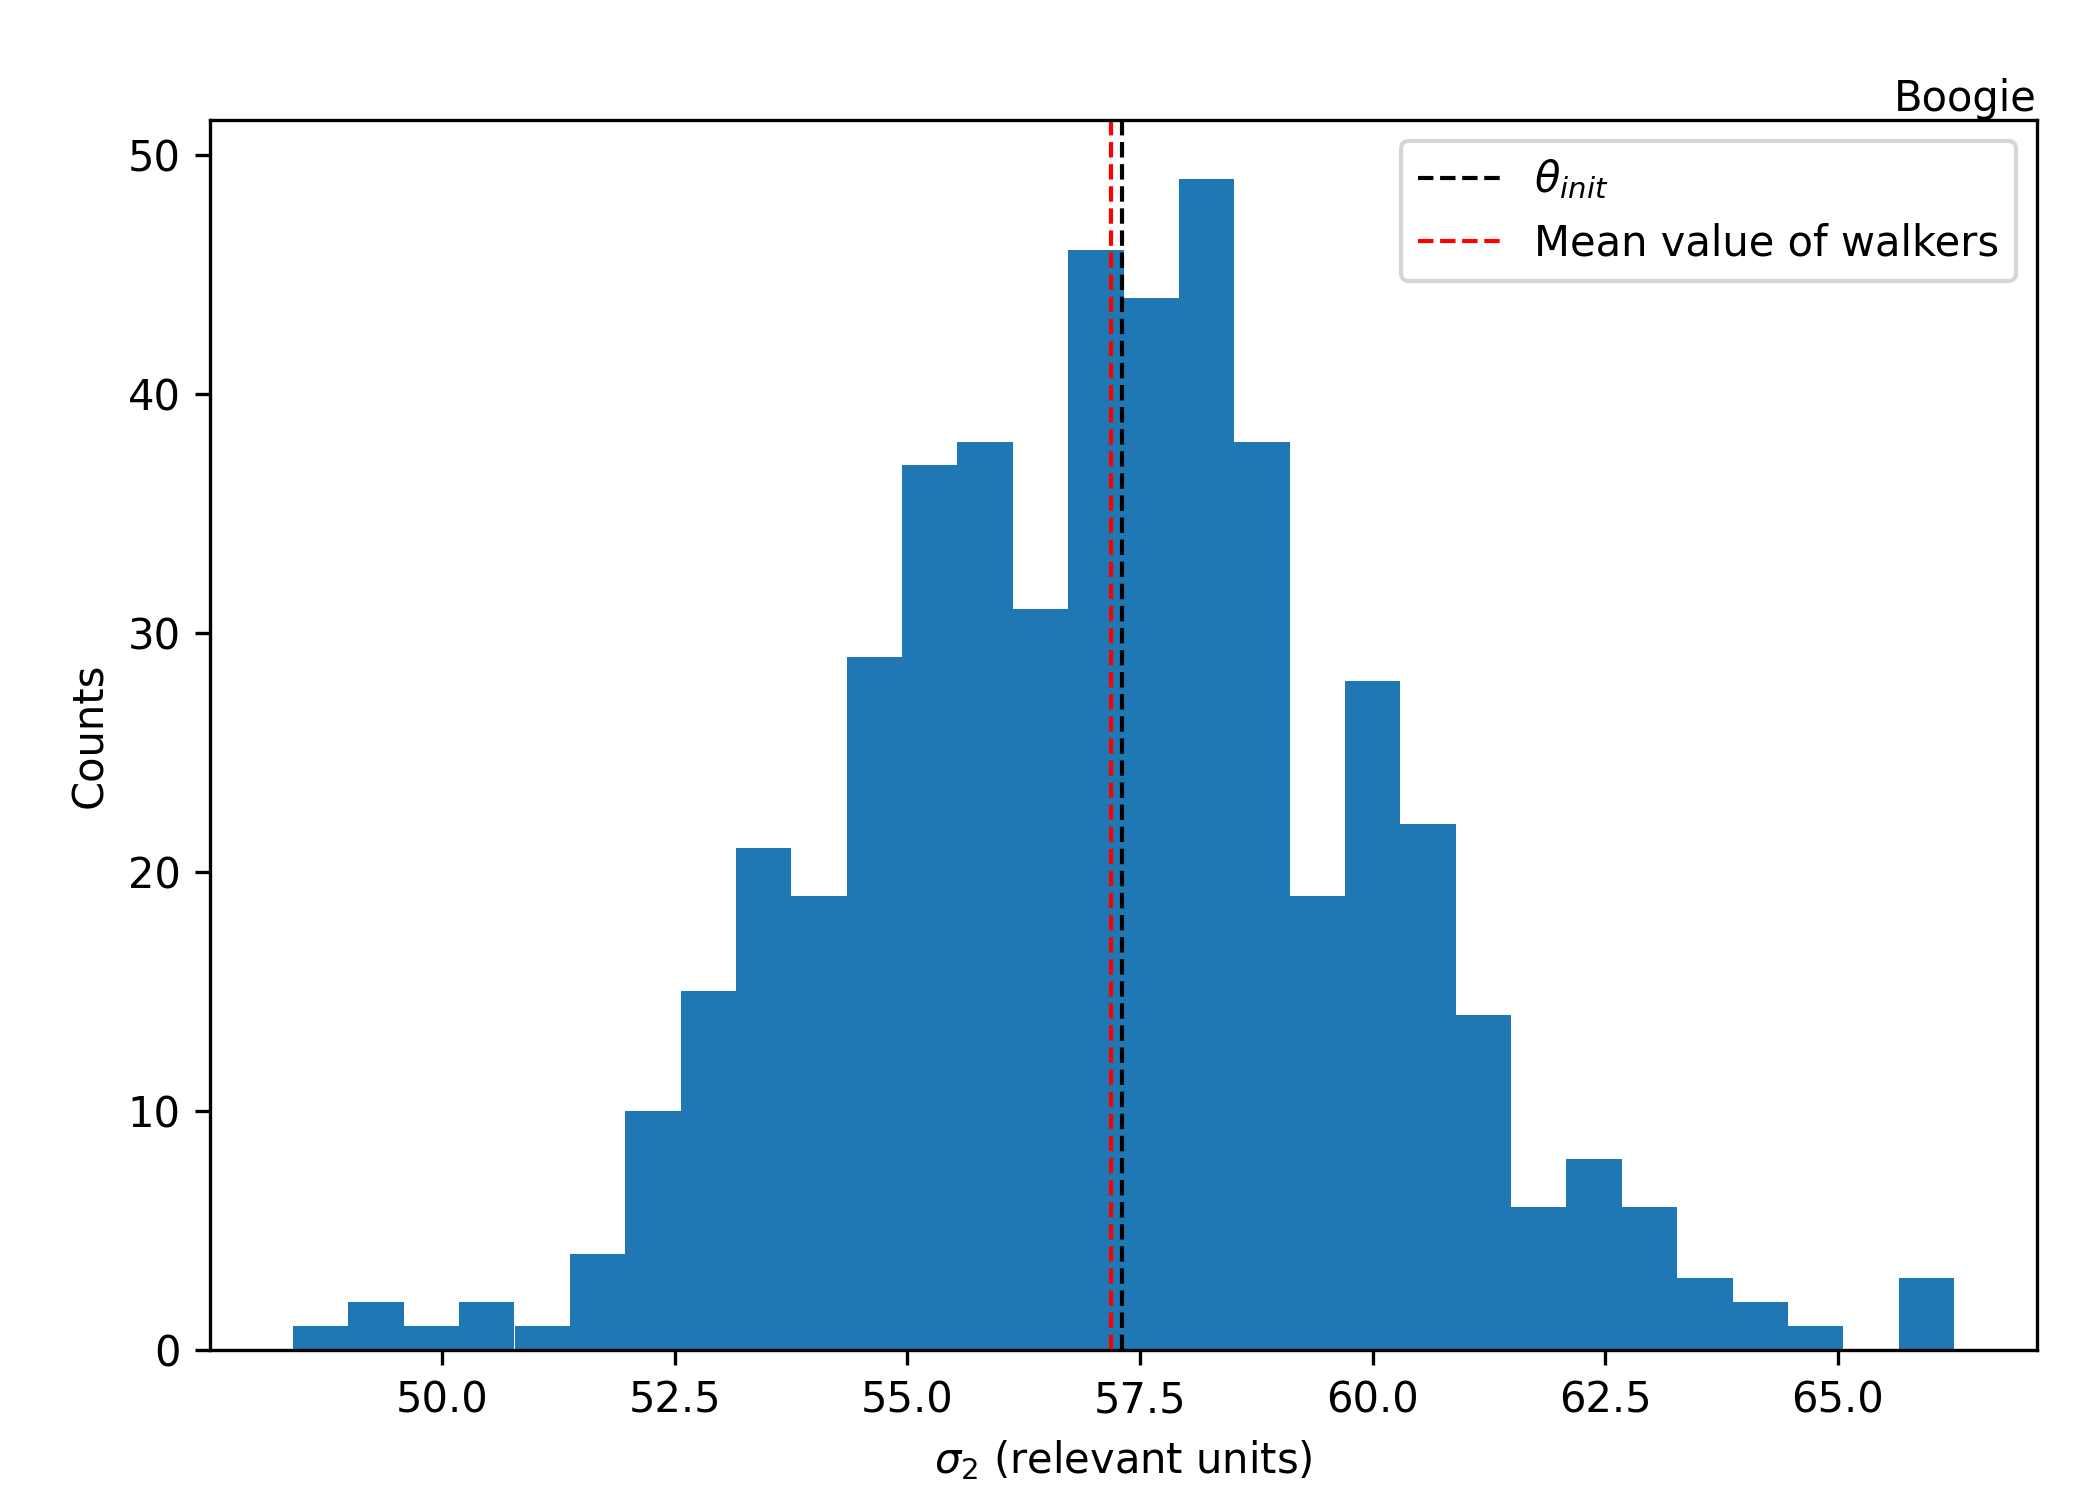 Boogie
θinit
Mean value of walkers
50
40
30
20
10
0
Counts
50.0 52.5 55.0 57.5 60.0 62.5 65.0
σ2 (relevant units)